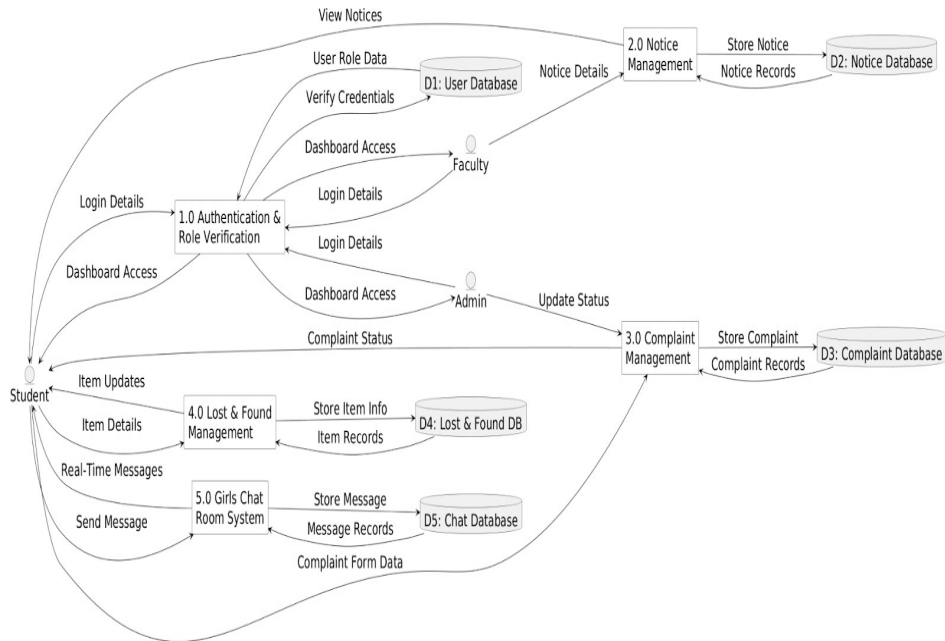 View Notices
2.0 Notice
Management
Store Notice
D2: Notice Database
Notice Records
User Role Data
D1: User Database
Verify Credentials
Notice Details
Dashboard Access
Faculty
Login Details
Login Details
1.0 Authentication &
Role Verification
Login Details
Dashboard Access
Dashboard Access
Admin
Update Status
3.0 Complaint
Management
Store Complaint
D3: Complaint Database
Complaint Records
Complaint Status
Student
Item Updates
4.0 Lost & Found
Management
Store Item Info
D4: Lost & Found DB
Item Records
Item Details
Real-Time Messages
5.0 Girls Chat
Room System
Store Message
D5: Chat Database
Message Records
Send Message
Complaint Form Data